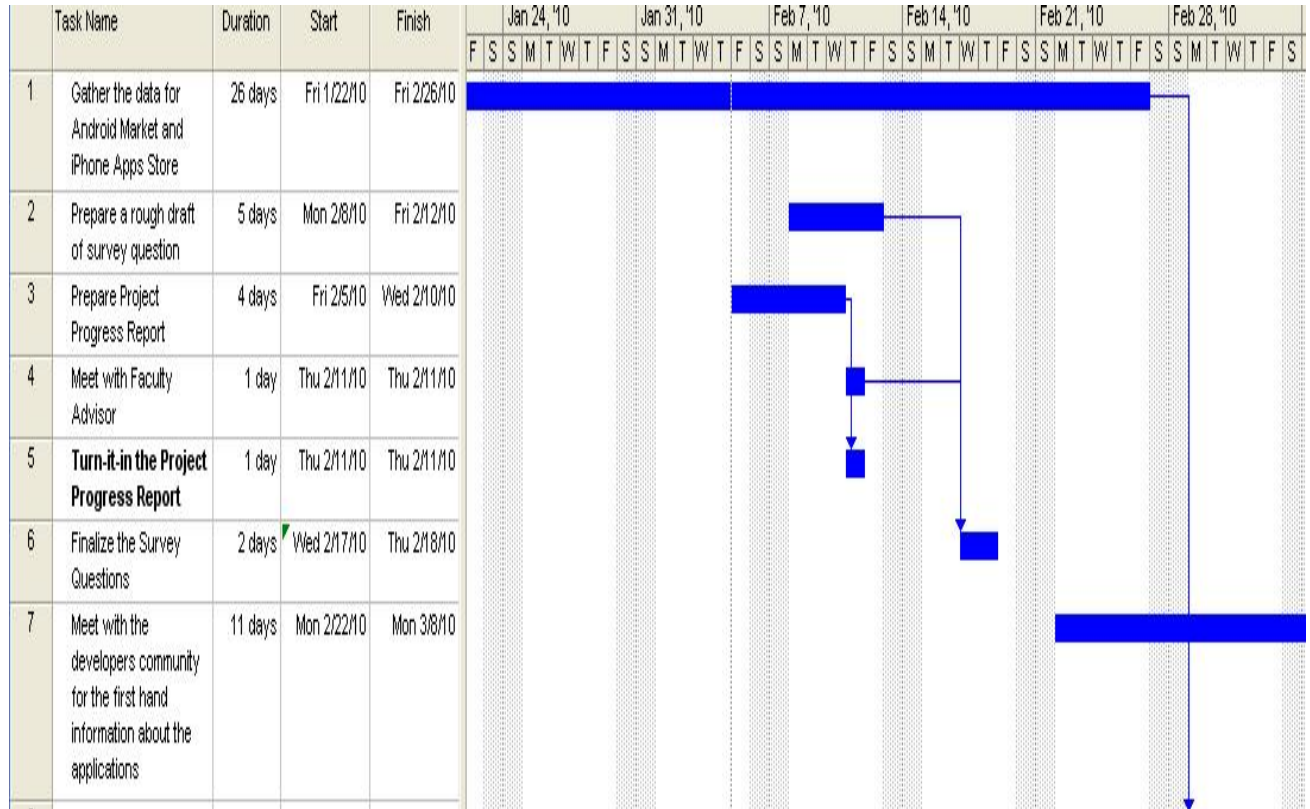 Task Name Duration Start Finish Jan 24, '10 Jan 31, '10 Feb 7, '10 Feb 14, '10 Feb 21, '10 Feb 28, '10
F S S M T W T F S S M T W T F S S M T W T F S S M T W T F S S M T W T F S S M T W T F S
1 Gather the data for 26 days Fri 1/22/10 Fri 2/26/10
Android Market and
iPhone Apps Store
2 Prepare a rough draft 5 days Mon 2/8/10 Fri 2/12/10
of survey question
3 Prepare Project 4 days Fri 2/5/10 Wed 2/10/10
Progress Report
4 Meet with Faculty 1 day Thu 2/11/10 Thu 2/11/10
Advisor
5 Turn-it-in the Project 1 day Thu 2/11/10 Thu 2/11/10
Progress Report
6 Finalize the Survey 2 days Wed 2/17/10 Thu 2/18/10
Questions
7 Meet with the 11 days Mon 2/22/10 Mon 3/8/10
developers community
for the first hand
information about the
applications